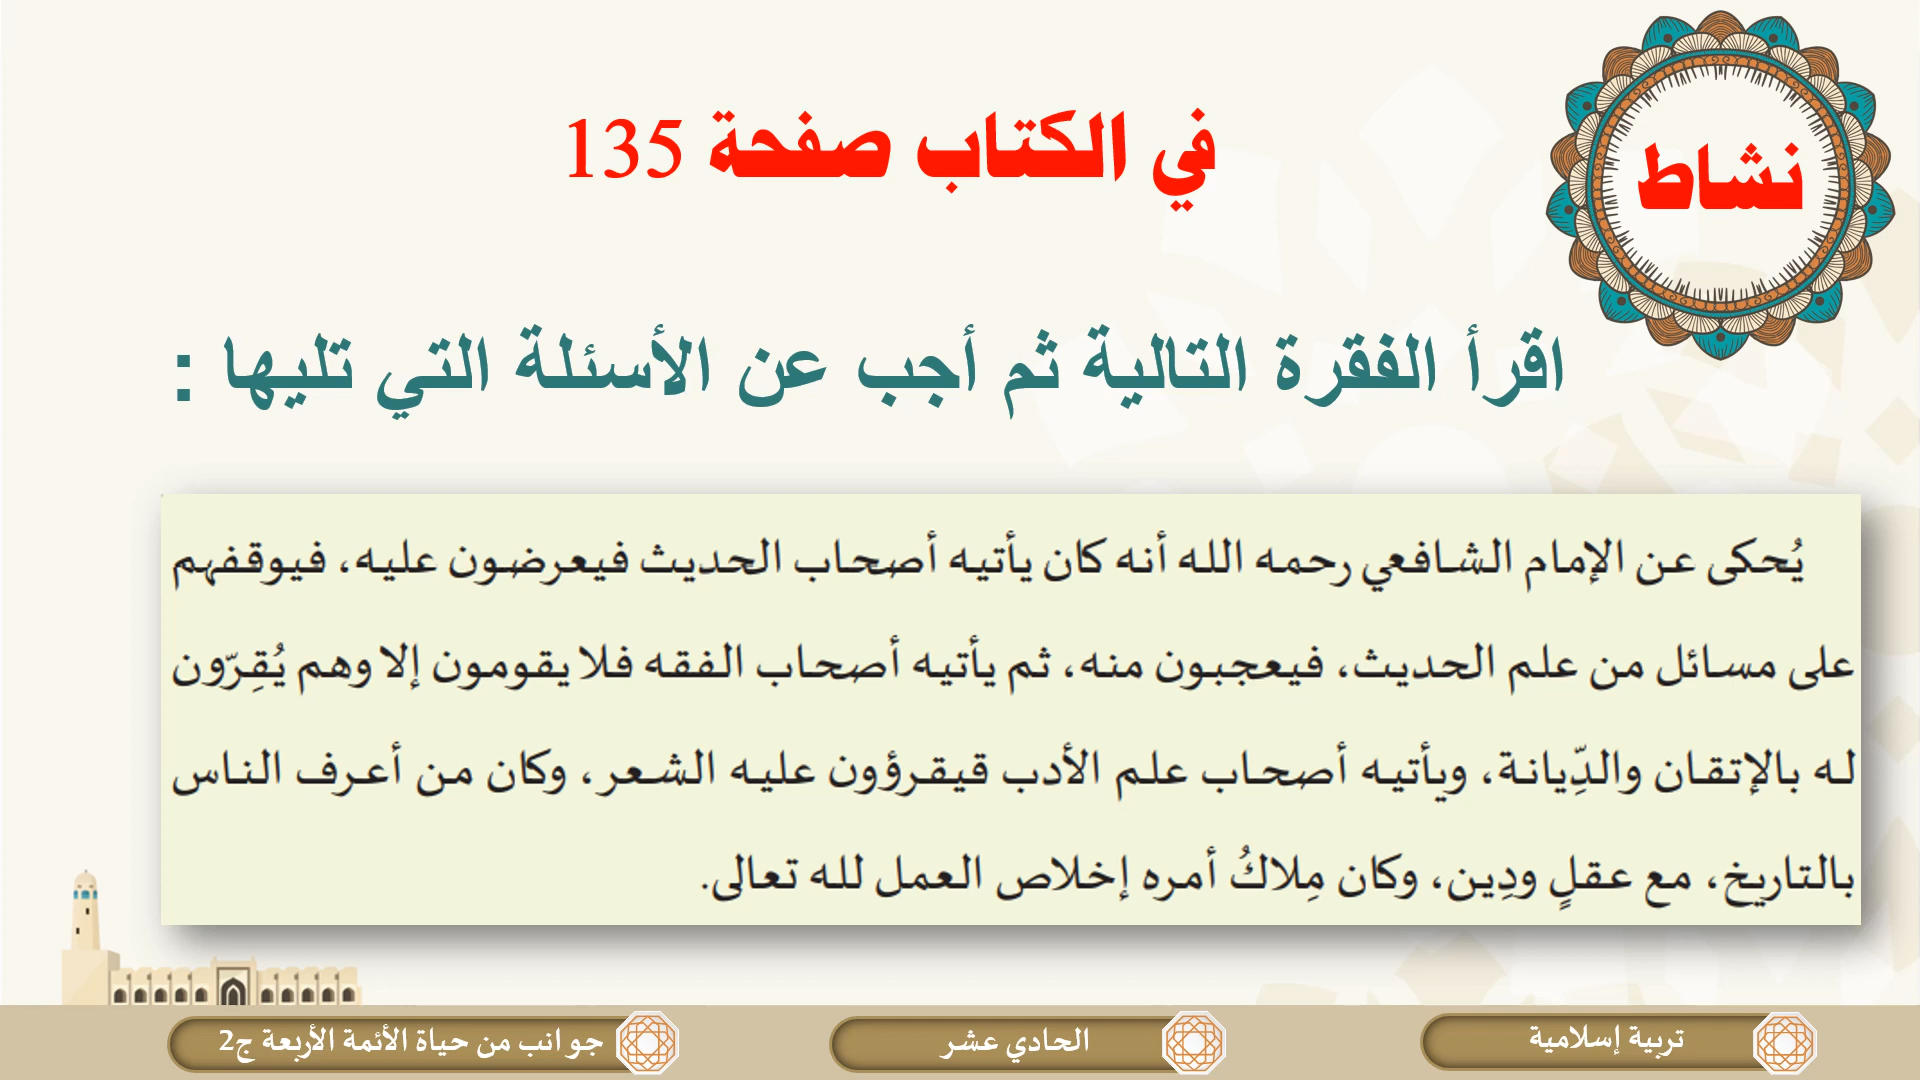 نشاط
في الكتاب صفحة 135
اقرأ الفقرة التالية ثم أجب عن الأسئلة التي تليها :
يُحكى عن الإمام الشافعي رحمه الله أنه كان يأتيه أصحاب الحديث فيعرضون عليه، فيوقفهم
على مسائل من علم الحديث، فيعجبون منه، ثم يأتيه أصحاب الفقه فلا يقومون إلا وهم يُقِرّون
له بالإتقان والدِّيانة، ويأتيه أصحاب علم الأدب قيقرؤون عليه الشعر، وكان من أعرف الناس
بالتاريخ، مع عقلٍ ودِين، وكان مِلاكُ أمره إخلاص العمل لله تعالى.
تربية إسلامية
الحادي عشر
جوانب من حياة الأئمة الأربعة ج2